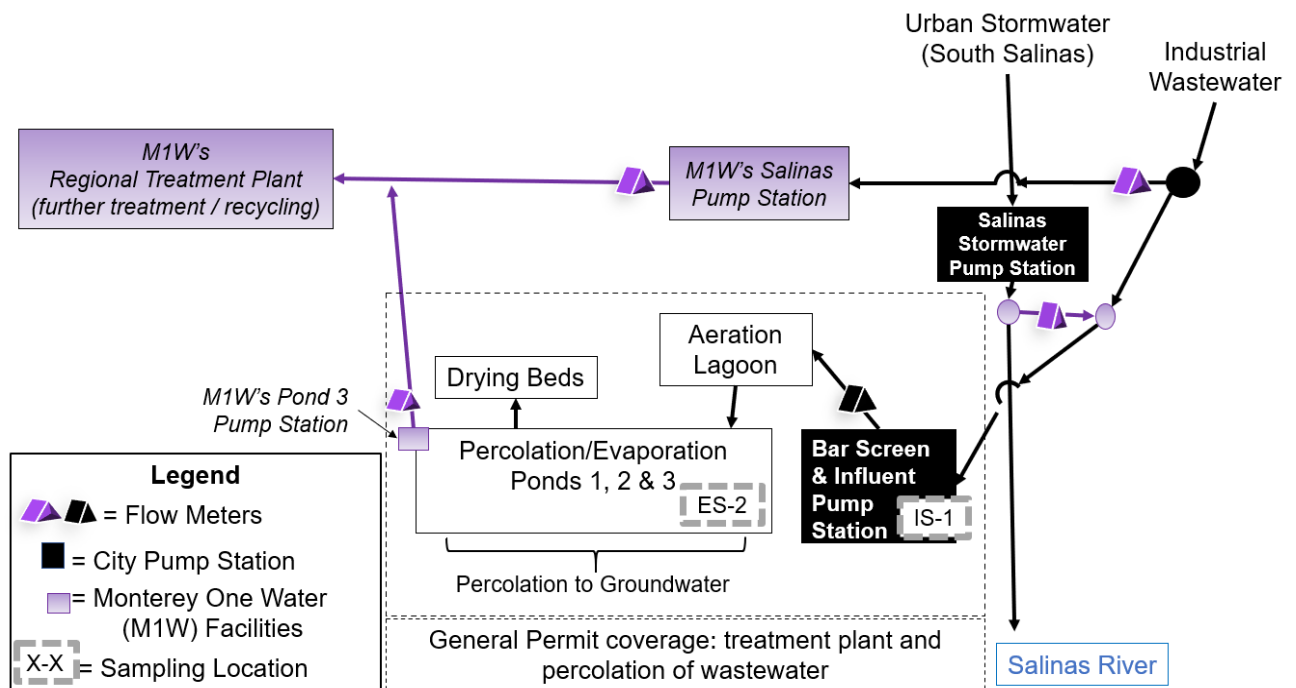 Urban Stormwater
(South Salinas)
Industrial
Wastewater
M1W's
Regional Treatment Plant
(further treatment / recycling)
M1W's Salinas
Pump Station
Salinas
Stormwater
Pump Station
Aeration
Lagoon
Drying Beds
M1W's Pond 3
Pump Station
Percolation/Evaporation
Ponds 1, 2 & 3
ES-2
Bar Screen
& Influent
Pump
Station
IS-1
Percolation to Groundwater
Legend
= Flow Meters
= City Pump Station
= Monterey One Water
(M1W) Facilities
X-X = Sampling Location
General Permit coverage: treatment plant and
percolation of wastewater
Salinas River